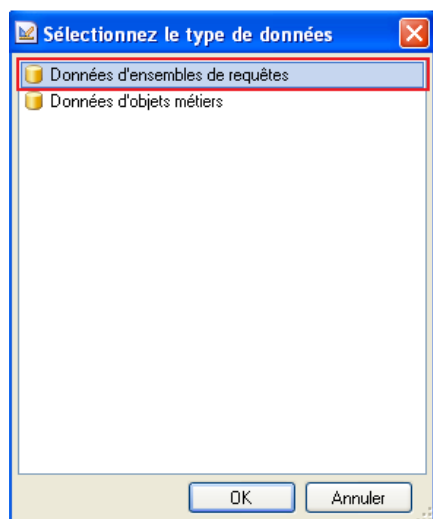 Sélectionnez le type de données
Données d'ensembles de requêtes
Données d'objets métiers
OK
Annuler